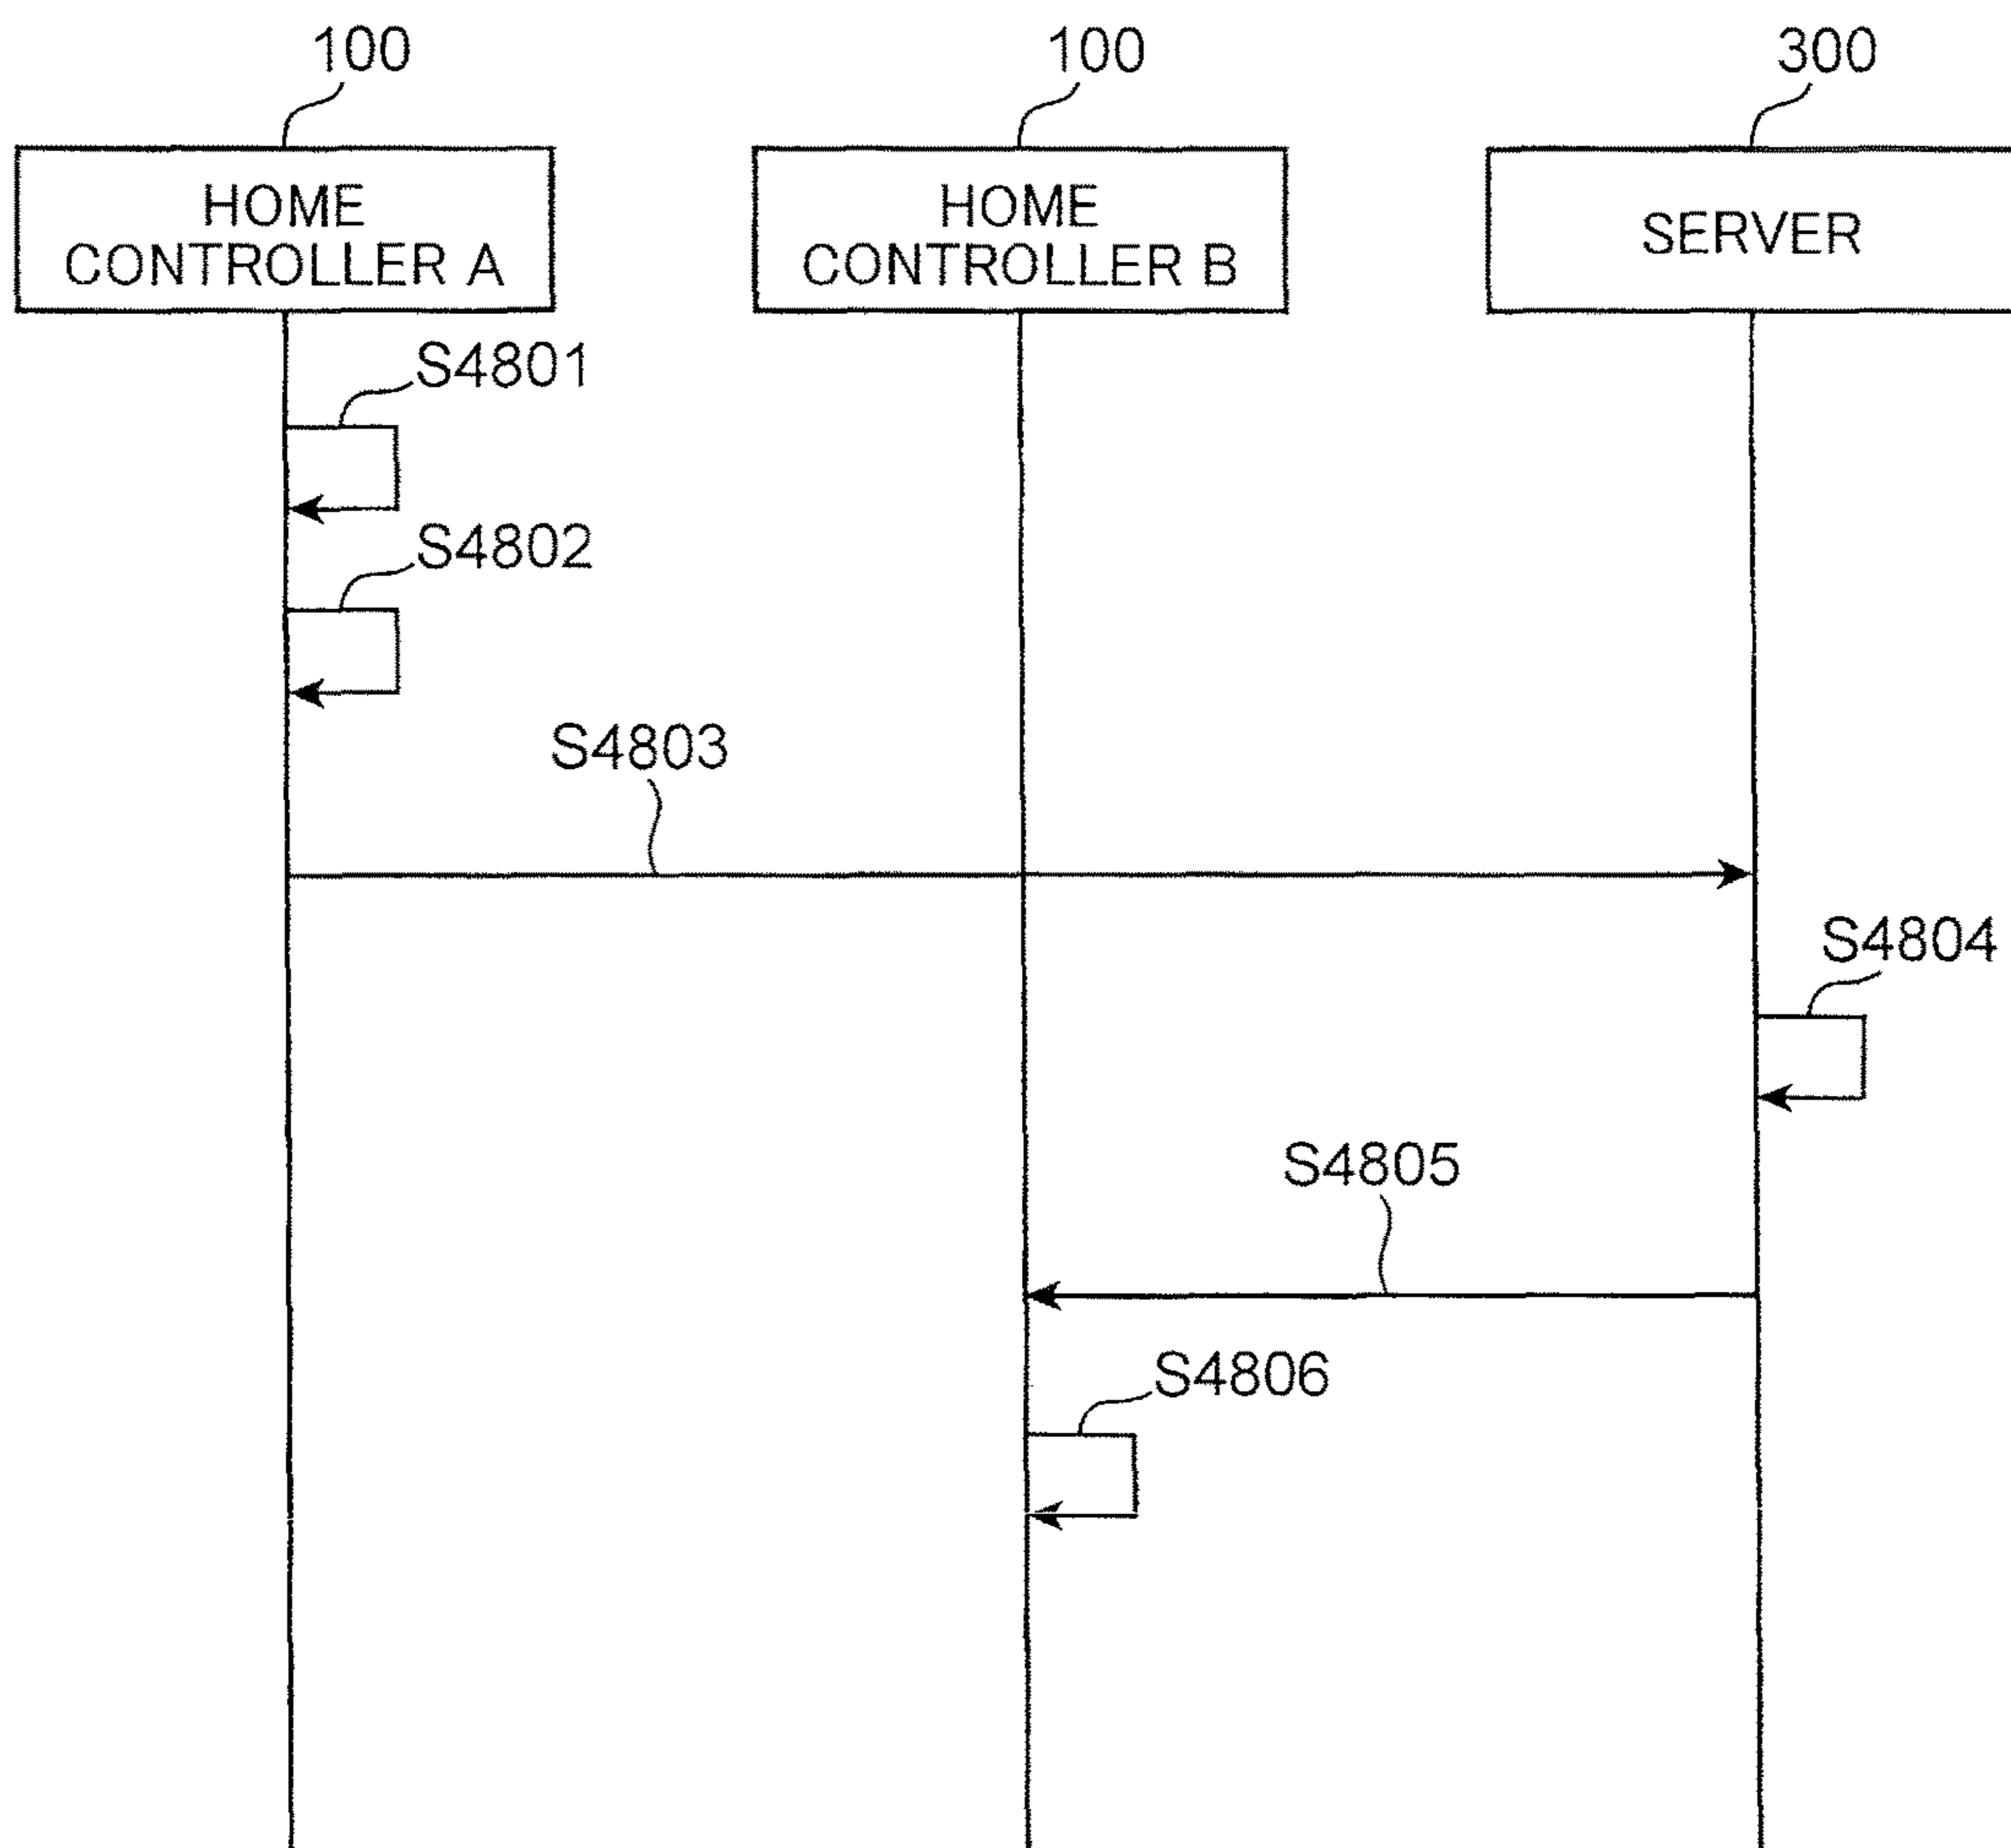 100
100
300
HOME
CONTROLLER A
HOME
CONTROLLER B
SERVER
S4801
S4802
S4803
S4804
S4805
S4806